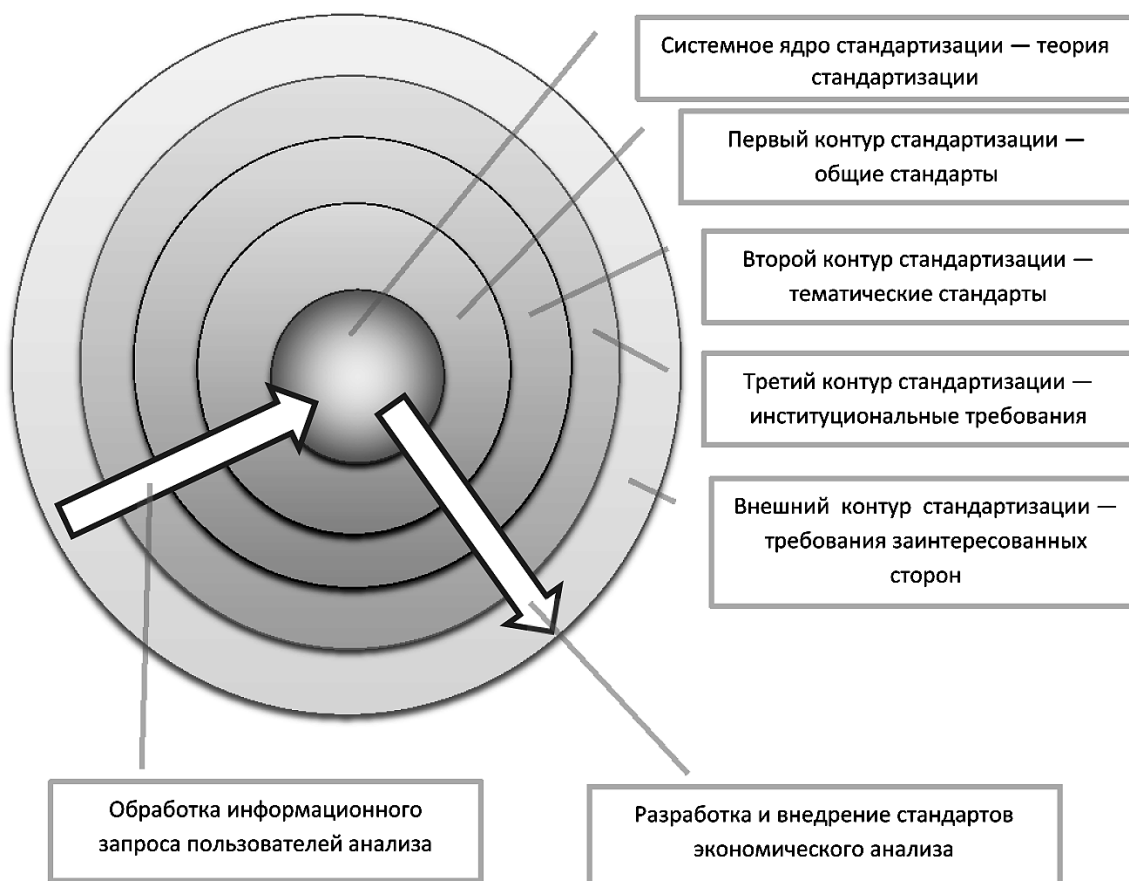 Системное ядро стандартизации — теория
стандартизации
Первый контур стандартизации —
общие стандарты
Второй контур стандартизации —
тематические стандарты
Третий контур стандартизации —
институциональные требования
Внешний контур стандартизации —
требования заинтересованных
сторон
Обработка информационного
запроса пользователей анализа
Разработка и внедрение стандартов
экономического анализа